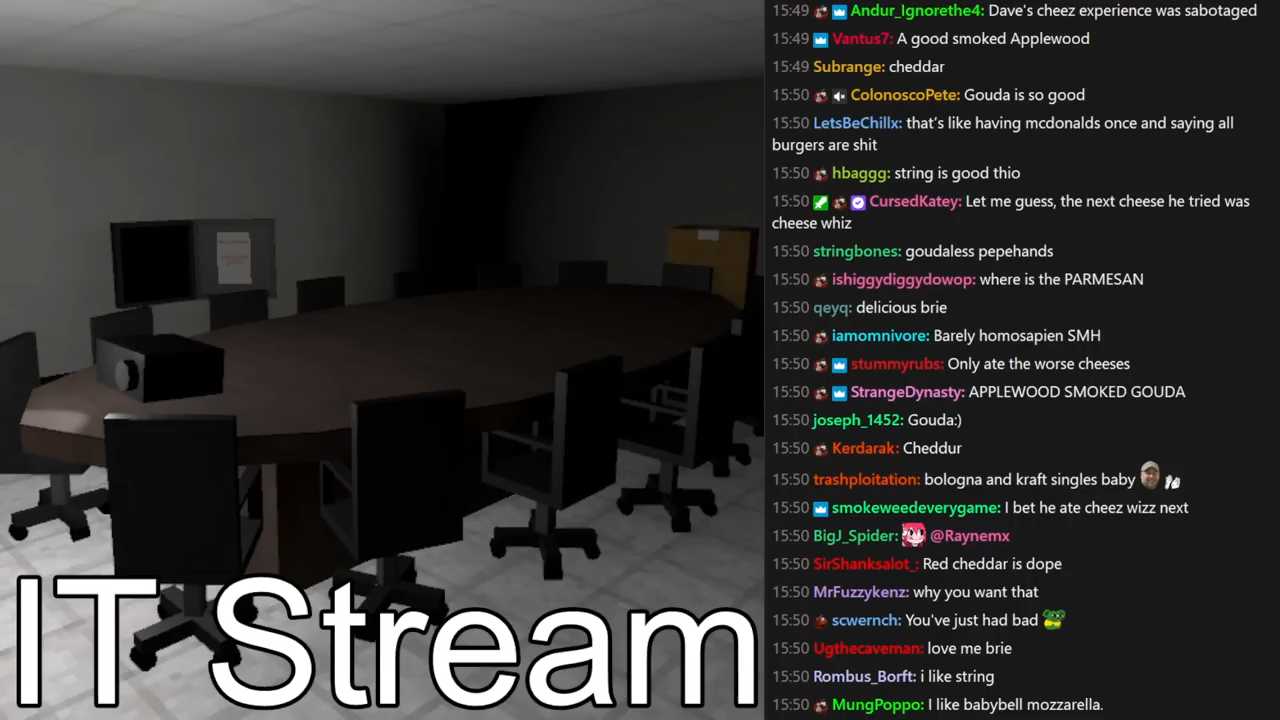 15:49 Andur_Ignorethe4: Dave's cheez experience was sabotaged
15:49 Vantus7: A good smoked Applewood
15:49 Subrange: cheddar
15:50 ColonoscoPete: Gouda is so good
15:50 LetsBeChillx: that's like having mcdonalds once and saying all
burgers are shit
15:50 hbaggg: string is good thio
15:50 CursedKatey: Let me guess, the next cheese he tried was
cheese whiz
15:50 stringbones: goudaless pepehands
15:50 ishiggydiggydowop: where is the PARMESAN
15:50 qeyq: delicious brie
15:50 iamomnivore: Barely homosapien SMH
15:50 stummyrubs: Only ate the worse cheeses
15:50 StrangeDynasty: APPLEWOOD SMOKED GOUDA
15:50 joseph_1452: Gouda:)
15:50 Kerdarak: Cheddur
15:50 trashploitation: bologna and kraft singles baby
15:50 smokeweedeverygame: I bet he ate cheez wizz next
15:50 BigJ_Spider: @Raynemx
15:50 SirShanksalot_: Red cheddar is dope
15:50 MrFuzzykenz: why you want that
15:50 scwernch: You've just had bad
15:50 Ugthecaveman: love me brie
15:50 Rombus_Borft: i like string
15:50 MungPoppo: I like babybell mozzarella.
IT Stream